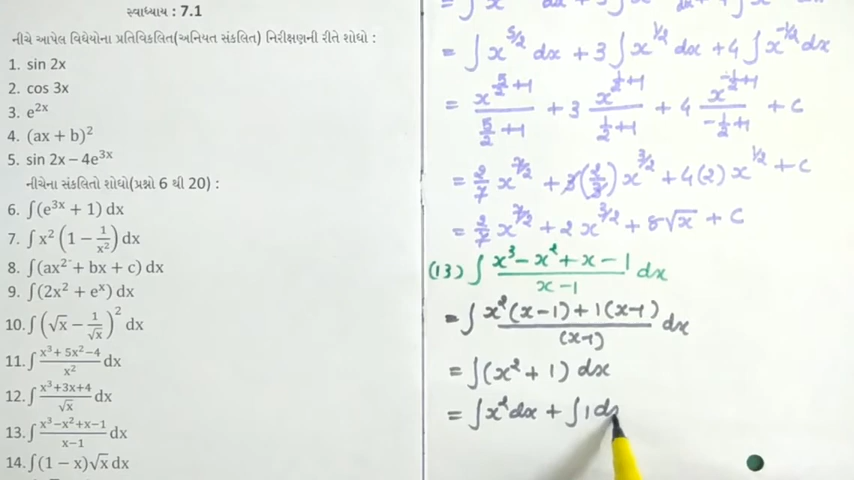 સ્વાધ્યાય : 7.1
નીચે આપેલ વિધેયોના પ્રતિવિકલિત(અનિયત સંકલિત) નિરીક્ષણની રીતે શોધો :
1. sin 2x
2. cos 3x
3. e^{2x}
4. (ax + b)^2
5. sin 2x – 4e^{3x}
નીચેના સંકલિતો શોધો(પ્રશ્નો 6 થી 20) :
6. ∫(e^{3x} + 1) dx
7. ∫x^2 (1 − 1/x^2) dx
8. ∫(ax^2 + bx + c) dx
9. ∫(2x^2 + e^x) dx
10. ∫(√x − 1/√x)^2 dx
11. ∫ (x^3 + 5x^2 − 4)/x^2 dx
12. ∫ (x^3 + 3x + 4)/√x dx
13. ∫ (x^3 − x^2 + x − 1)/(x − 1) dx
14. ∫(1 − x)√x dx
= ∫ x^{5/2} dx + 3 ∫ x^{1/2} dx + 4 ∫ x^{-1/2} dx
= x^{5/2+1}/(5/2+1) + 3 x^{1/2+1}/(1/2+1) + 4 x^{-1/2+1}/(-1/2+1) + c
= 2/7 x^{7/2} + 3(2/3) x^{3/2} + 4(2) x^{1/2} + C
= 2/7 x^{7/2} + 2 x^{3/2} + 8√x + C
(13) ∫ (x^3 − x^2 + x − 1)/(x − 1) dx
= ∫ (x^2(x−1) + 1(x−1))/(x−1) dx
= ∫(x^2 + 1) dx
= ∫x^2 dx + ∫1 dx